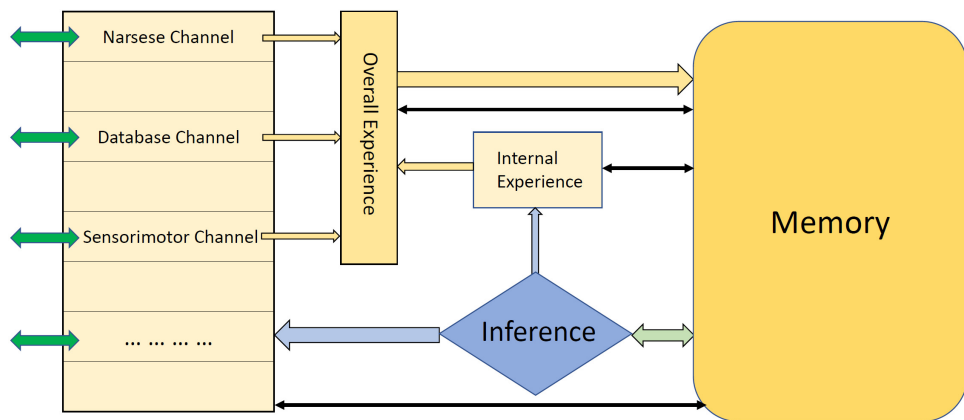 Narsese Channel
Database Channel
Sensorimotor Channel
... ... ... ...
Overall Experience
Internal
Experience
Inference
Memory